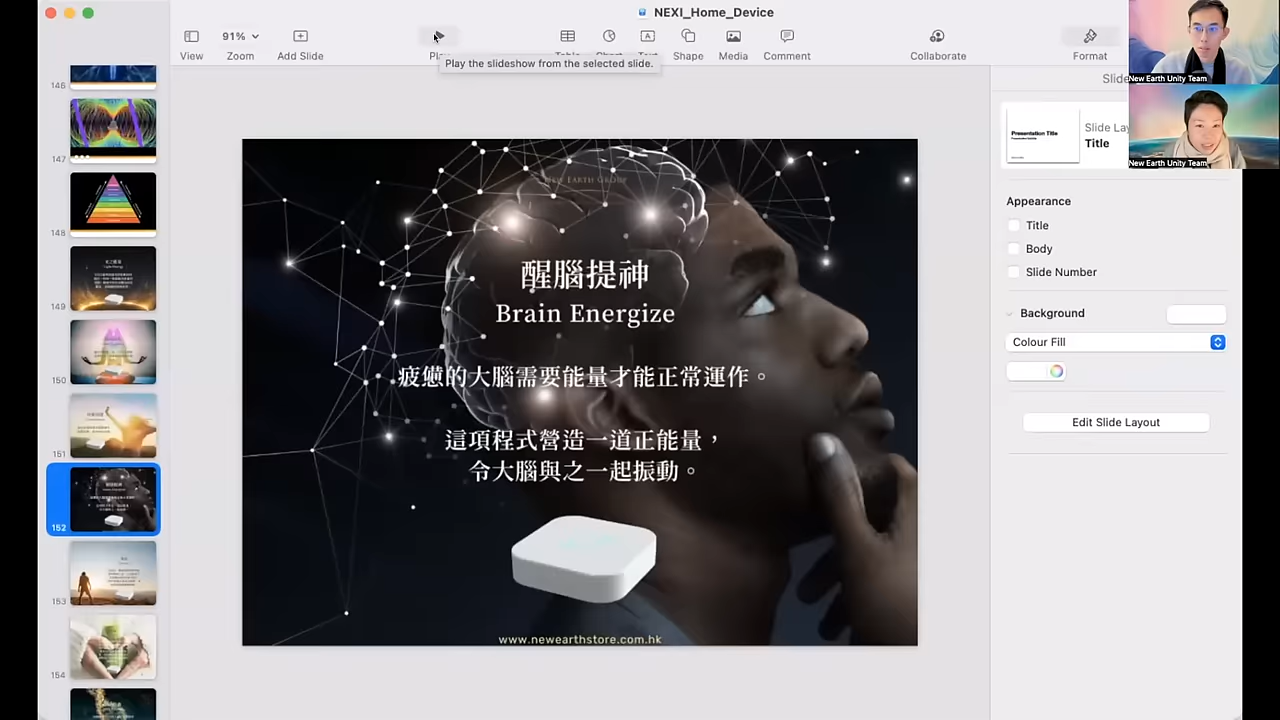 NEXI_Home_Device
91%
View
Zoom
Add Slide
Play the slideshow from the selected slide.
Shape
Media
Comment
Collaborate
Format
New Earth Unity Team
New Earth Unity Team
146
147
148
149
150
151
152
153
154
NEW EARTH GROUP
醒腦提神
Brain Energize
疲憊的大腦需要能量才能正常運作。
這項程式營造一道正能量，
令大腦與之一起振動。
www.newearthstore.com.hk
Presentation Title
Title
Appearance
Title
Body
Slide Number
Background
Colour Fill
Edit Slide Layout